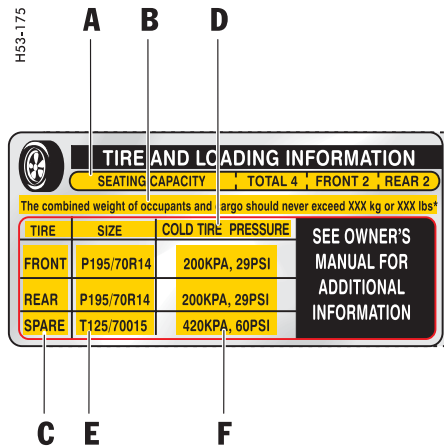 H53-175
A B D
TIRE AND LOADING INFORMATION
SEATING CAPACITY TOTAL 4 FRONT 2 REAR 2
The combined weight of occupants and cargo should never exceed XXX kg or XXX lbs*
TIRE SIZE COLD TIRE PRESSURE
FRONT P195/70R14 200KPA, 29PSI
REAR P195/70R14 200KPA, 29PSI
SPARE T125/70015 420KPA, 60PSI
SEE OWNER'S
MANUAL FOR
ADDITIONAL
INFORMATION
C E F